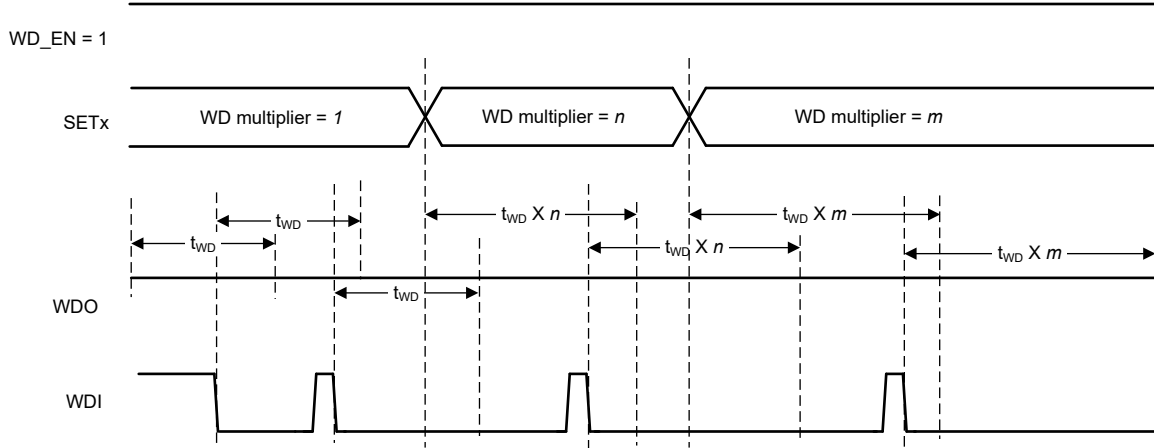 WD_EN = 1
SETx
WD multiplier = 1
WD multiplier = n
WD multiplier = m
tWD
tWD X n
tWD X m
tWD
tWD X n
tWD X m
tWD
WDO
WDI